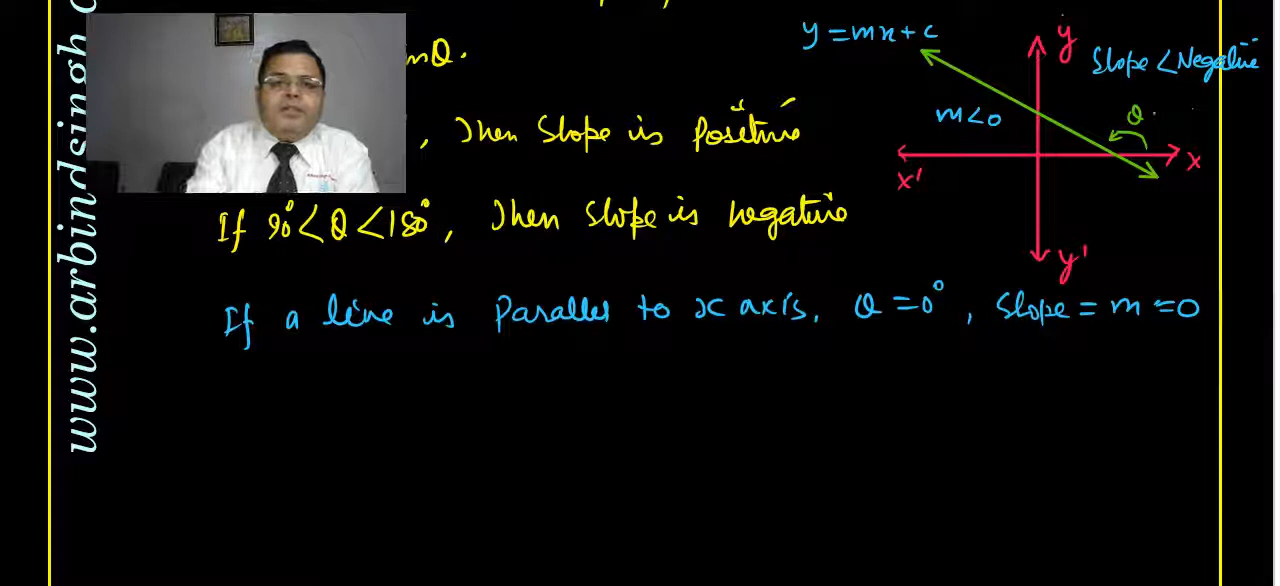 y = mx + c
y
Slope < Negative
nθ.
m < 0
θ
, Then Slope is Positive
x'
x
If 90° < θ < 180°, Then Slope is negative
y'
If a line is Parallel to x axis, θ = 0°, Slope = m = 0
www.arbindsingh.c